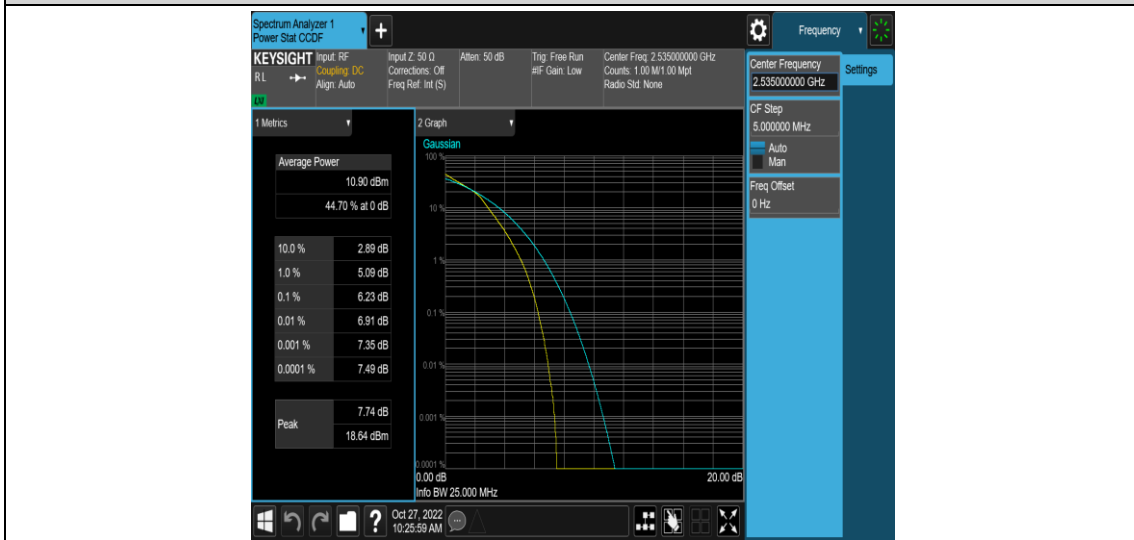 Spectrum Analyzer 1
Power Stat CCDF
+
Frequency
KEYSIGHT
RL
Input: RF
Coupling: DC
Align: Auto
Input Z: 50 Ω
Corrections: Off
Freq Ref: Int (S)
Atten: 50 dB
Trig: Free Run
#IF Gain: Low
Center Freq: 2.535000000 GHz
Counts: 1.00 M/1.00 Mpt
Radio Std: None
Center Frequency
2.535000000 GHz
Settings
CF Step
5.000000 MHz
Auto
Man
Freq Offset
0 Hz
1 Metrics
Average Power
10.90 dBm
44.70 % at 0 dB
10.0 % 2.89 dB
1.0 % 5.09 dB
0.1 % 6.23 dB
0.01 % 6.91 dB
0.001 % 7.35 dB
0.0001 % 7.49 dB
Peak 7.74 dB
18.64 dBm
2 Graph
Gaussian
100 %
10 %
1 %
0.1 %
0.01 %
0.001 %
0.0001 %
0.00 dB 20.00 dB
Info BW 25.000 MHz
?
Oct 27, 2022
10:25:59 AM